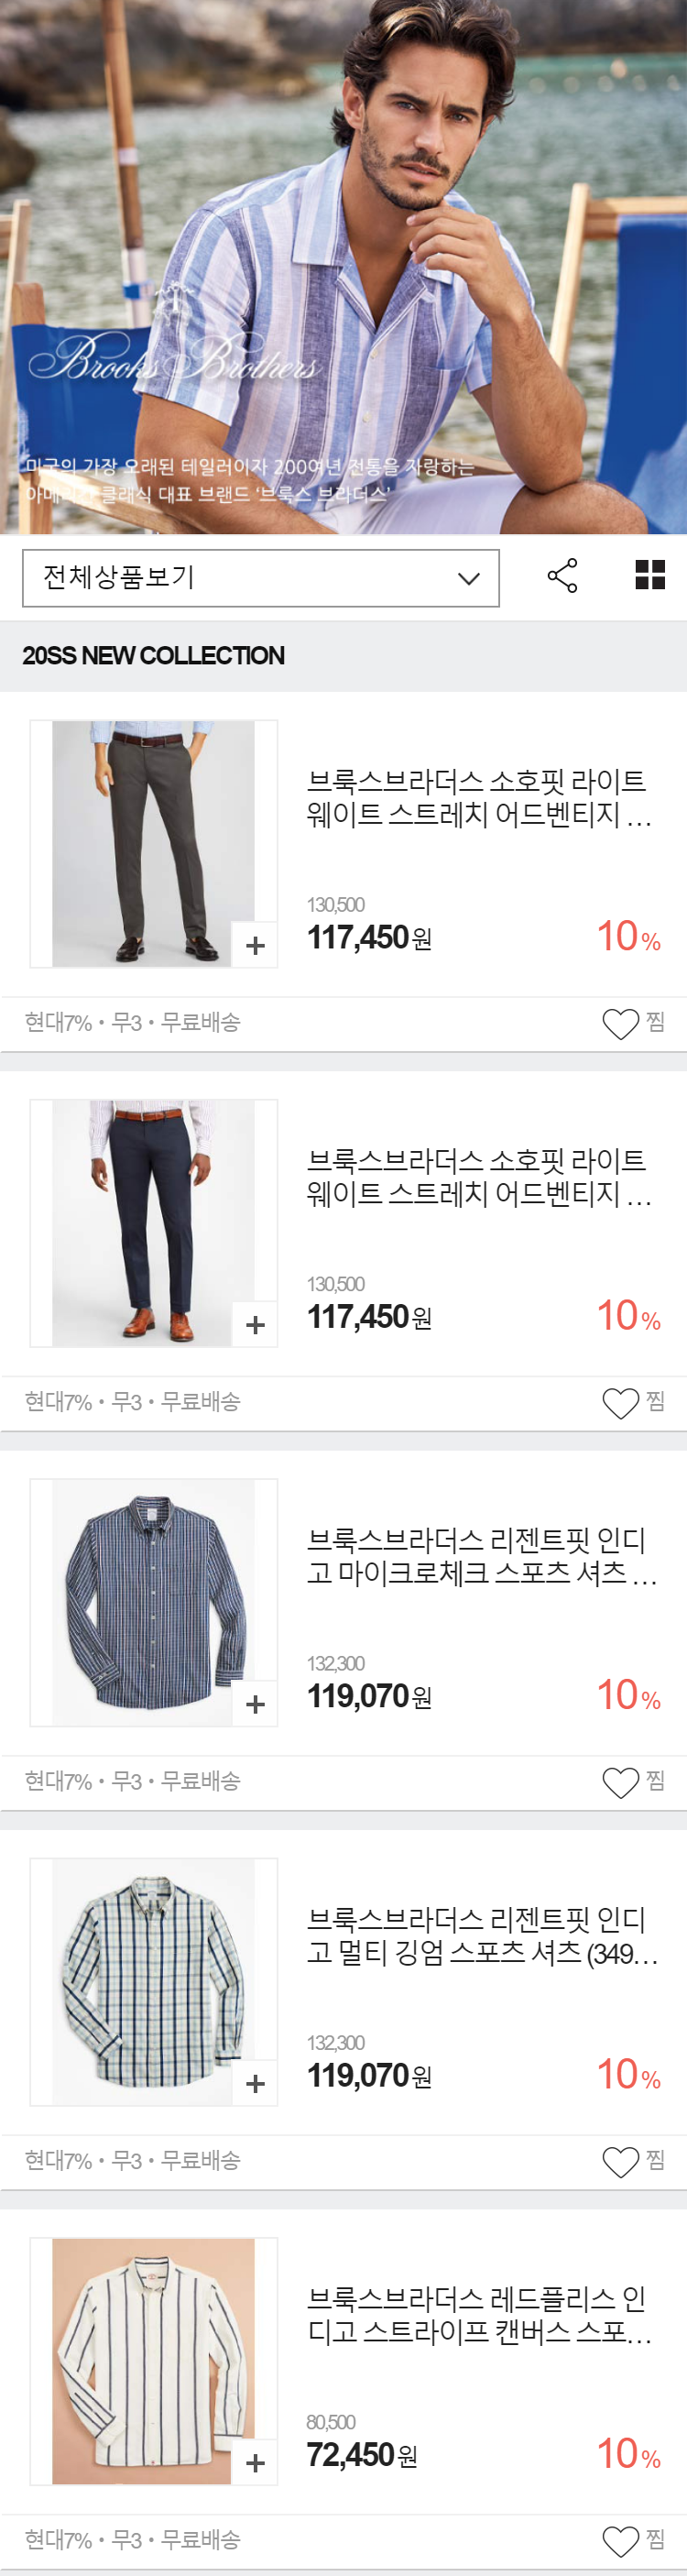 Brooks Brothers
미국의 가장 오래된 테일러이자 200여년 전통을 자랑하는
아메리칸 클래식 대표 브랜드 ‘브룩스 브라더스’
전체상품보기
20SS NEW COLLECTION
브룩스브라더스 소호핏 라이트
웨이트 스트레치 어드벤티지 ...
130,500
117,450원
10%
현대7% • 무3 • 무료배송
찜
브룩스브라더스 소호핏 라이트
웨이트 스트레치 어드벤티지 ...
130,500
117,450원
10%
현대7% • 무3 • 무료배송
찜
브룩스브라더스 리젠트핏 인디
고 마이크로체크 스포츠 셔츠 ...
132,300
119,070원
10%
현대7% • 무3 • 무료배송
찜
브룩스브라더스 리젠트핏 인디
고 멀티 깅엄 스포츠 셔츠 (349...
132,300
119,070원
10%
현대7% • 무3 • 무료배송
찜
브룩스브라더스 레드플리스 인
디고 스트라이프 캔버스 스포...
80,500
72,450원
10%
현대7% • 무3 • 무료배송
찜